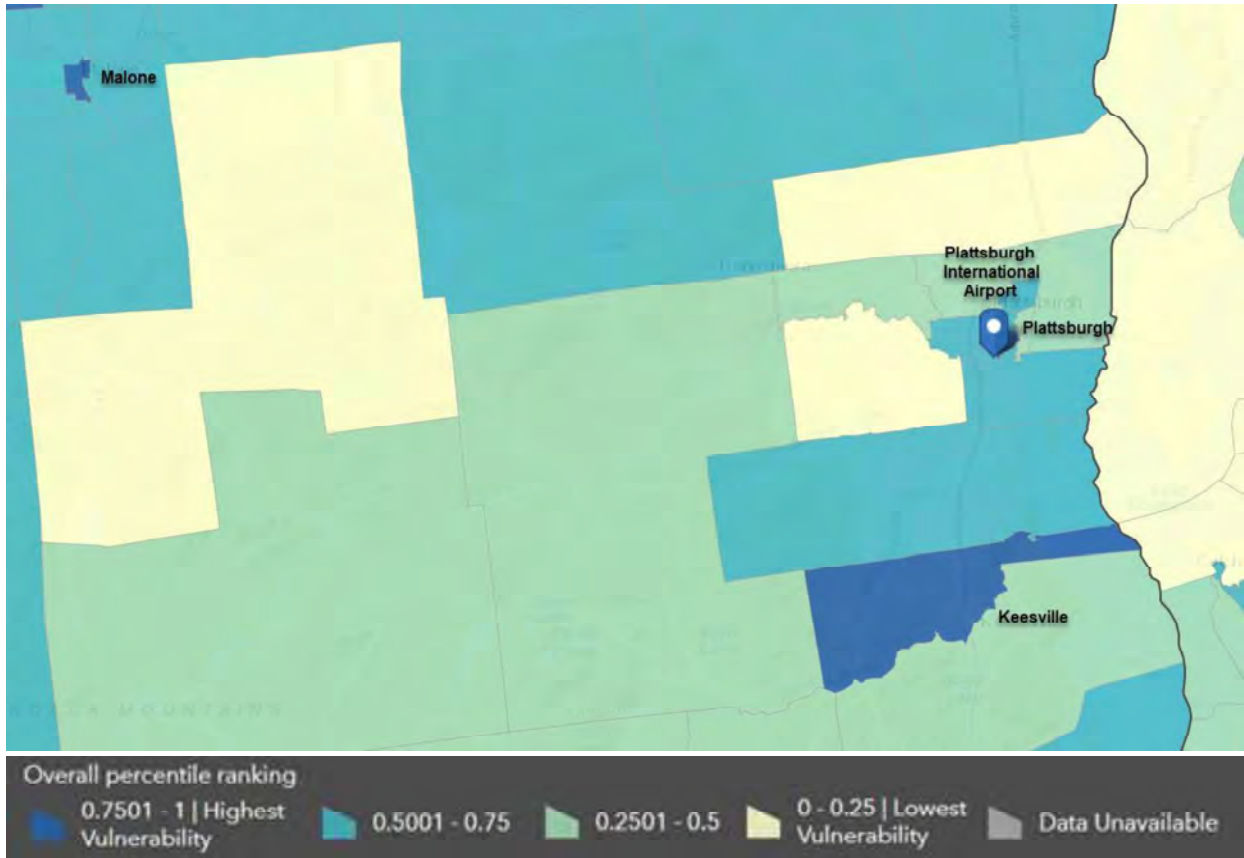 Malone
Plattsburgh
International
Airport
Plattsburgh
Keesville
MOUNTAINS
Overall percentile ranking
0.7501 - 1 | Highest
Vulnerability
0.5001 - 0.75
0.2501 - 0.5
0 - 0.25 | Lowest
Vulnerability
Data Unavailable